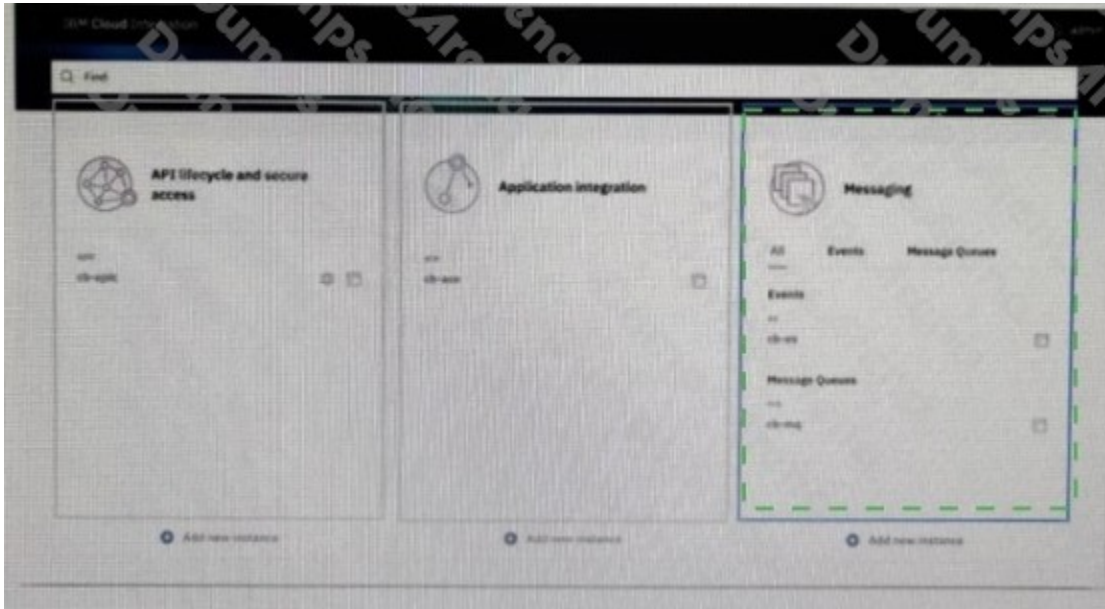 IBM Cloud Integration
Find
API lifecycle and secure
access
Application integration
Messaging
All Events Message Queues
Events
Message Queues
Add new instance
Add new instance
Add new instance